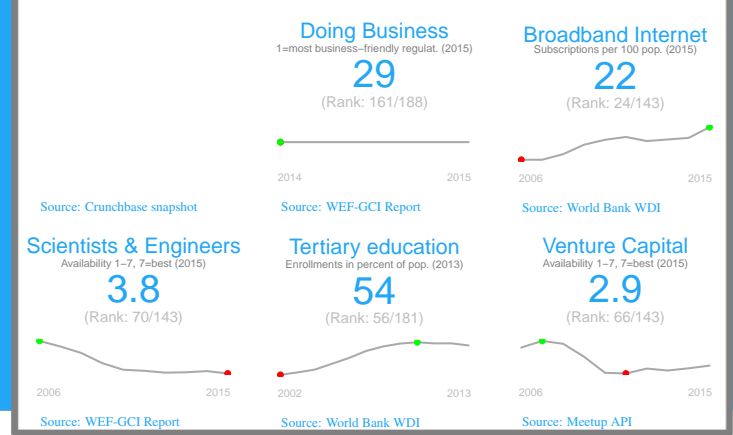 Doing Business
1=most business−friendly regulat. (2015)
29
(Rank: 161/188)
2014 2015
Source: WEF-GCI Report
Broadband Internet
Subscriptions per 100 pop. (2015)
22
(Rank: 24/143)
2006 2015
Source: World Bank WDI
Source: Crunchbase snapshot
Scientists & Engineers
Availability 1−7, 7=best (2015)
3.8
(Rank: 70/143)
2006 2015
Source: WEF-GCI Report
Tertiary education
Enrollments in percent of pop. (2013)
54
(Rank: 56/181)
2002 2013
Source: World Bank WDI
Venture Capital
Availability 1−7, 7=best (2015)
2.9
(Rank: 66/143)
2006 2015
Source: Meetup API